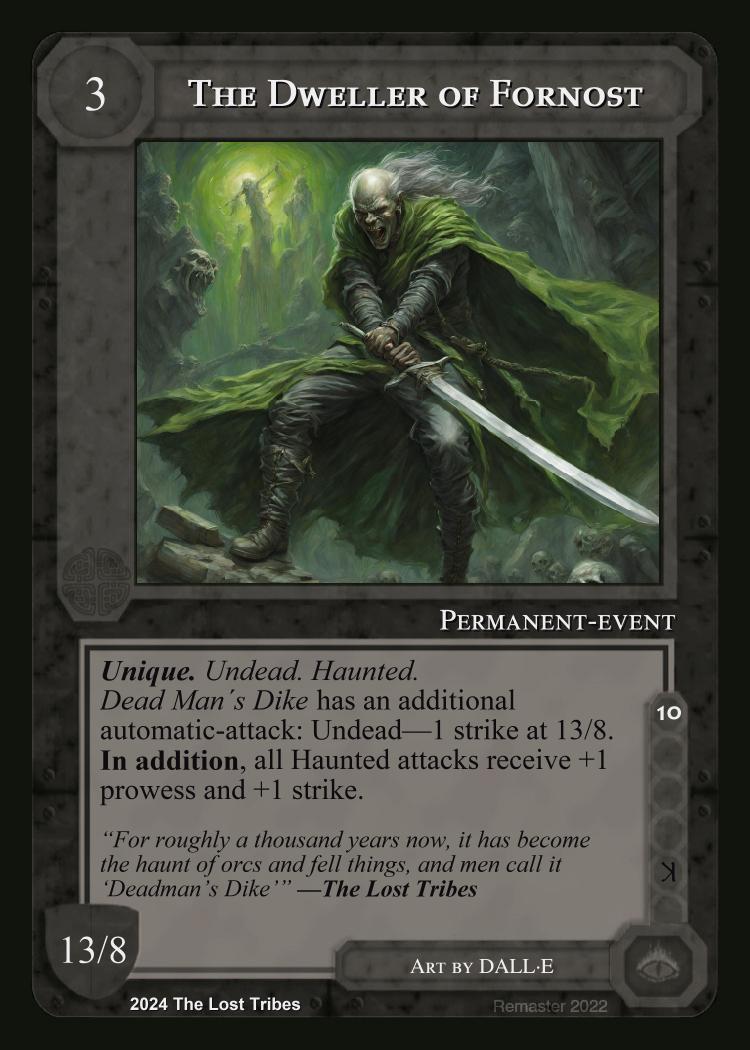 3
The Dweller of Fornost
Permanent-event
Unique. Undead. Haunted.
Dead Man´s Dike has an additional
automatic-attack: Undead—1 strike at 13/8.
In addition, all Haunted attacks receive +1
prowess and +1 strike.
10
“For roughly a thousand years now, it has become
the haunt of orcs and fell things, and men call it
‘Deadman’s Dike’” —The Lost Tribes
13/8
Art by DALL·E
2024 The Lost Tribes
Remaster 2022